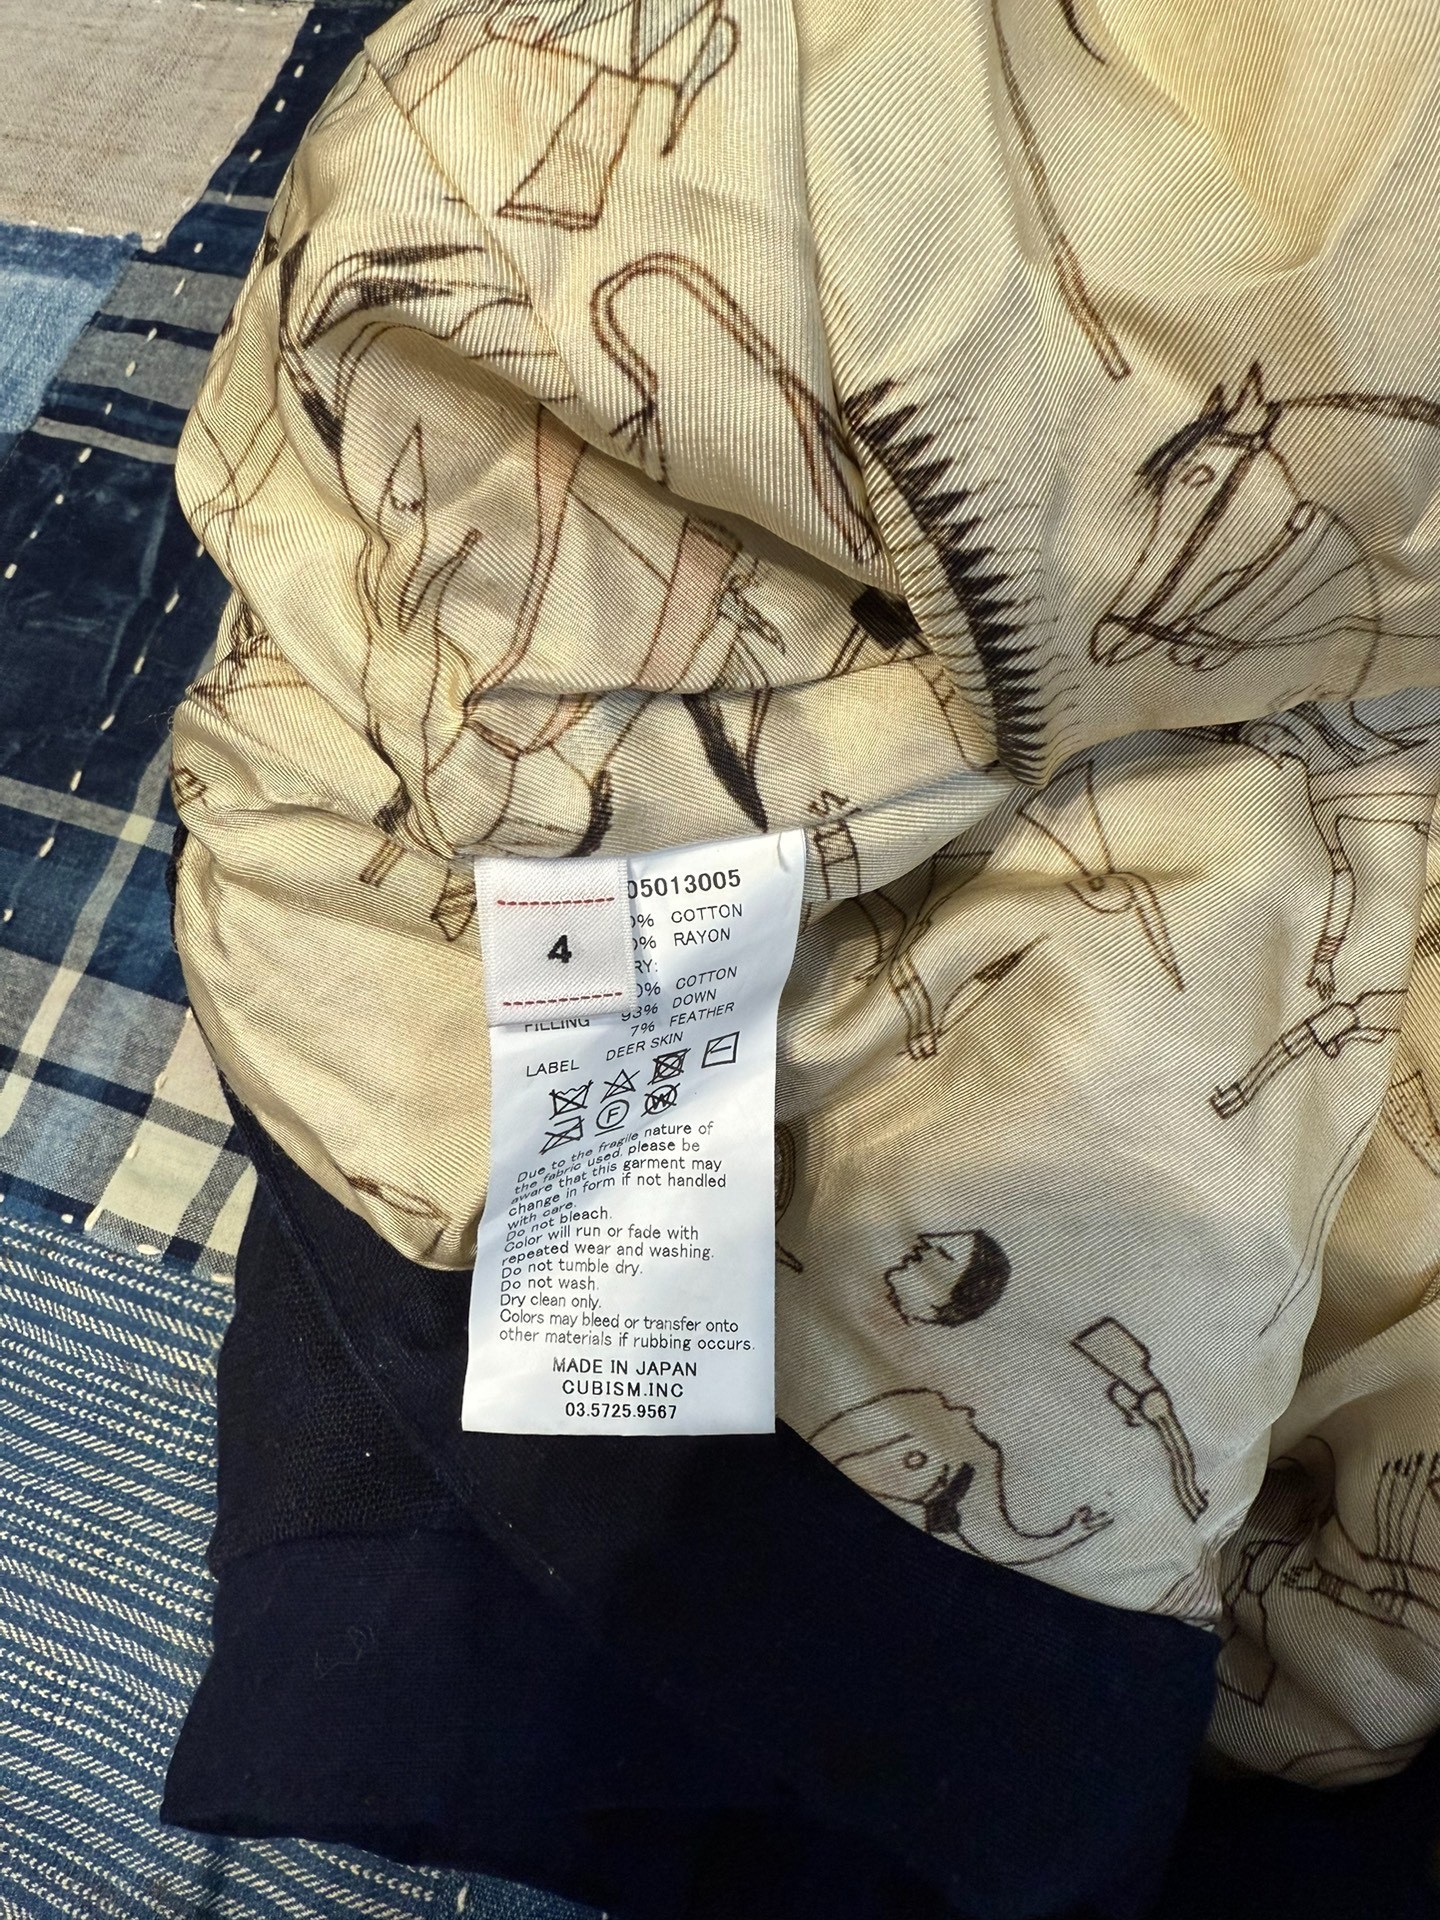 05013005
4
COTTON
RAYON
COTTON
FILLING 93% DOWN
7% FEATHER
LABEL DEER SKIN
F
W
Due to the fragile nature of
the fabric used, please be
aware that this garment may
change in form if not handled
with care.
Do not bleach.
Color will run or fade with
repeated wear and washing.
Do not tumble dry.
Do not wash.
Dry clean only.
Colors may bleed or transfer onto
other materials if rubbing occurs.
MADE IN JAPAN
CUBISM.INC
03.5725.9567